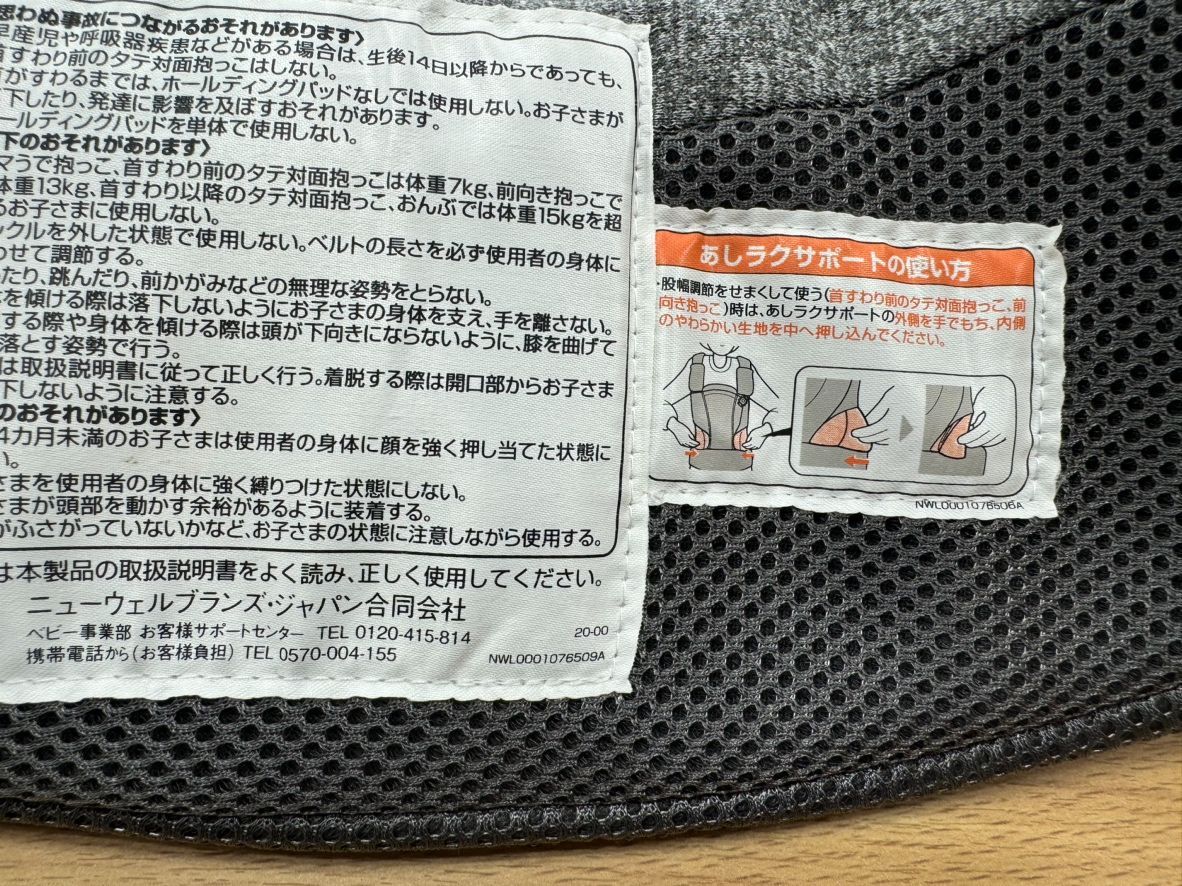 思わぬ事故につながるおそれがあります〉
早産児や呼吸器疾患などがある場合は、生後14日以降からであっても、
首すわり前のタテ対面抱っこはしない。
がすわるまでは、ホールディングパッドなしでは使用しない。お子さまが
下したり、発達に影響を及ぼすおそれがあります。
ールディングパッドを単体で使用しない。
下のおそれがあります〉
マうで抱っこ、首すわり前のタテ対面抱っこは体重7kg、前向き抱っこで
体重13kg、首すわり以降のタテ対面抱っこ、おんぶでは体重15kgを超
るお子さまに使用しない。
ックルを外した状態で使用しない。ベルトの長さを必ず使用者の身体に
わせて調節する。
たり、跳んだり、前かがみなどの無理な姿勢をとらない。
を傾ける際は落下しないようにお子さまの身体を支え、手を離さない。
する際や身体を傾ける際は頭が下向きにならないように、膝を曲げて
落とす姿勢で行う。
は取扱説明書に従って正しく行う。着脱する際は開口部からお子さま
下しないように注意する。
のおそれがあります〉
4カ月未満のお子さまは使用者の身体に顔を強く押し当てた状態に
い。
さまを使用者の身体に強く縛りつけた状態にしない。
さまが頭部を動かす余裕があるように装着する。
がふさがっていないかなど、お子さまの状態に注意しながら使用する。
は本製品の取扱説明書をよく読み、正しく使用してください。
ニューウェルブランズ・ジャパン合同会社
ベビー事業部 お客様サポートセンター TEL 0120-415-814
携帯電話から(お客様負担) TEL 0570-004-155
20-00
NWL0001076509A
あしラクサポートの使い方
・股幅調節をせまくして使う(首すわり前のタテ対面抱っこ、前
向き抱っこ)時は、あしラクサポートの外側を手でもち、内側
のやわらかい生地を中へ押し込んでください。
NWL0001076506A